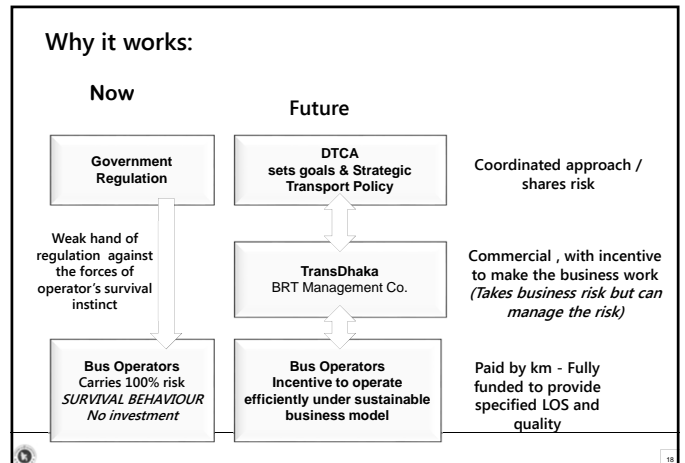 Why it works:
Now
Future
Government
Regulation
DTCA
sets goals & Strategic
Transport Policy
Coordinated approach /
shares risk
Weak hand of
regulation against
the forces of
operator's survival
instinct
TransDhaka
BRT Management Co.
Commercial , with incentive
to make the business work
(Takes business risk but can
manage the risk)
Bus Operators
Carries 100% risk
SURVIVAL BEHAVIOUR
No investment
Bus Operators
Incentive to operate
efficiently under sustainable
business model
Paid by km - Fully
funded to provide
specified LOS and
quality
18